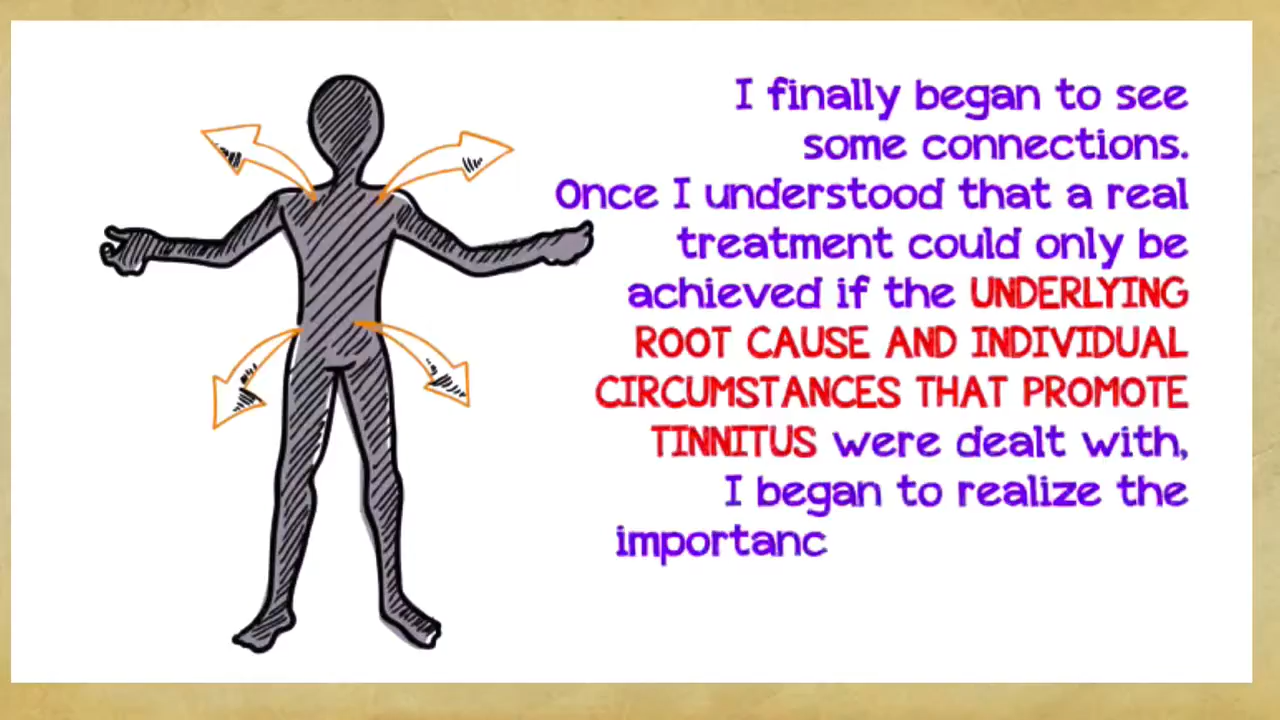 I finally began to see
some connections.
Once I understood that a real
treatment could only be
achieved if the UNDERLYING
ROOT CAUSE AND INDIVIDUAL
CIRCUMSTANCES THAT PROMOTE
TINNITUS were dealt with,
I began to realize the
importanc